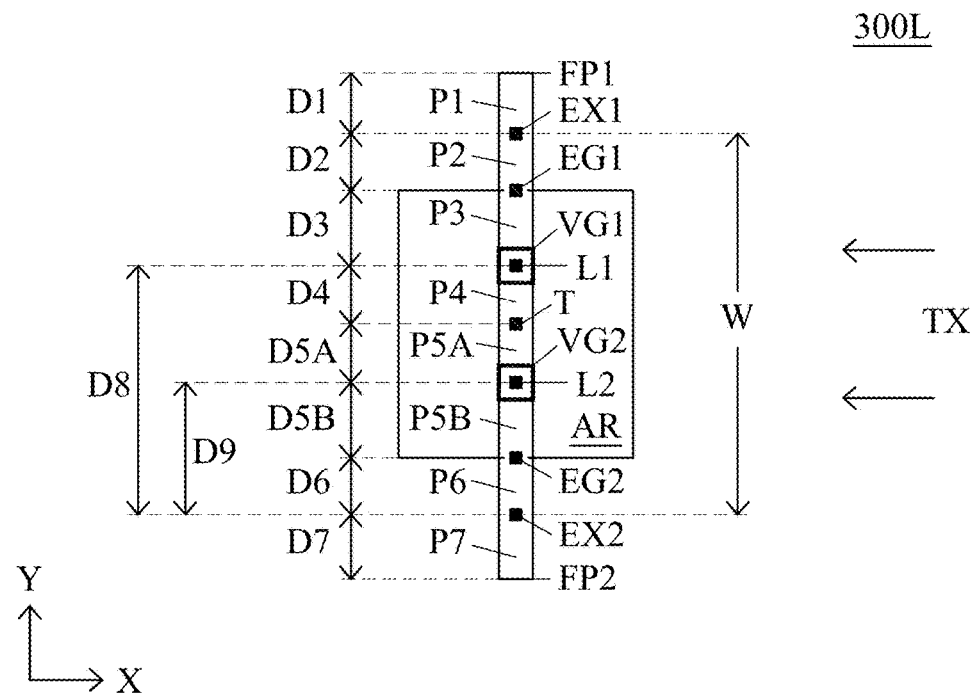 300L
FP1
D1
P1
EX1
D2
P2
EG1
D3
P3
VG1
L1
D4
P4
T
W
TX
D5A
P5A
VG2
D8
L2
D5B
P5B
AR
D9
D6
P6
EG2
EX2
D7
P7
FP2
Y
X